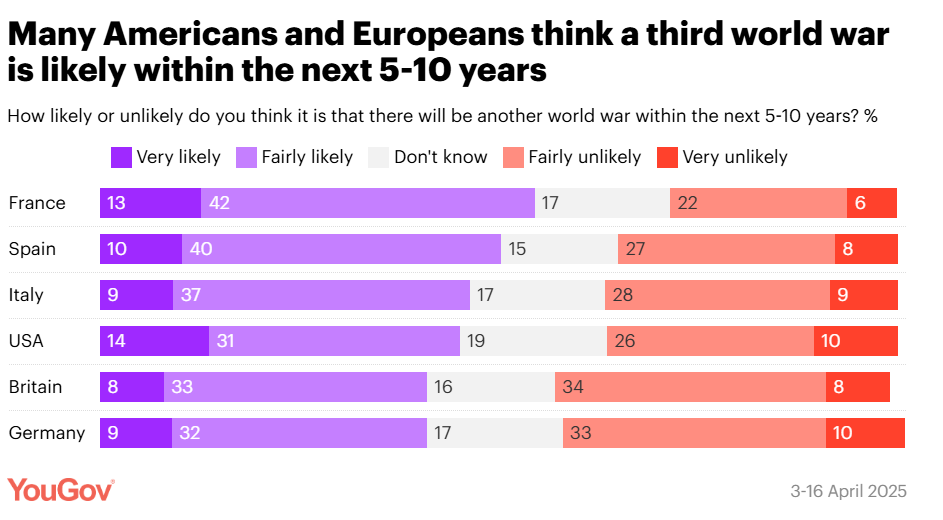 Many Americans and Europeans think a third world war
is likely within the next 5-10 years
How likely or unlikely do you think it is that there will be another world war within the next 5-10 years? %
Very likely Fairly likely Don't know Fairly unlikely Very unlikely
France 13 42 17 22 6
Spain 10 40 15 27 8
Italy 9 37 17 28 9
USA 14 31 19 26 10
Britain 8 33 16 34 8
Germany 9 32 17 33 10
YouGov 3-16 April 2025